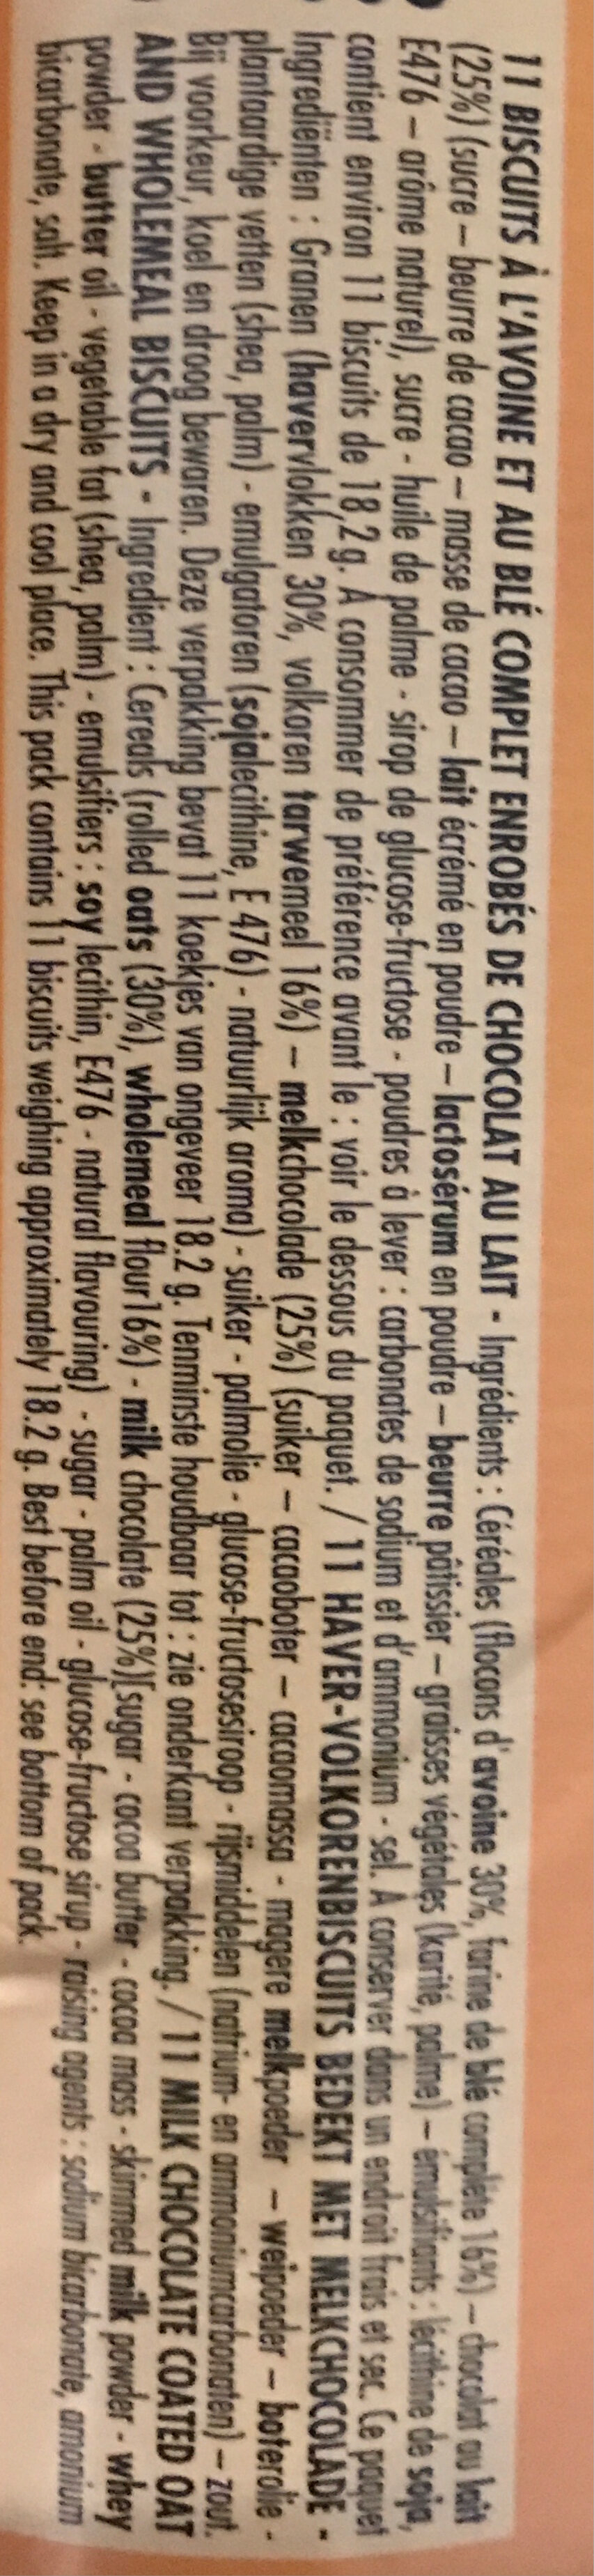 11 BISCUITS À L'AVOINE ET AU BLÉ COMPLET ENROBÉS DE CHOCOLAT AU LAIT - Ingrédients : Céréales (flocons d'avoine 30%, farine de blé complète 16%) – chocolat au lait
(25%) (sucre – beurre de cacao – masse de cacao – lait écrémé en poudre – lactosérum en poudre – beurre pâtissier – graisses végétales (karité, palme) – émulsifiants : lécithine de soja,
E476 – arôme naturel), sucre - huile de palme - sirop de glucose-fructose - poudres à lever : carbonates de sodium et d'ammonium - sel. À conserver dans un endroit frais et sec. Ce paquet
contient environ 11 biscuits de 18,2g. À consommer de préférence avant le : voir le dessous du paquet. / 11 HAVER-VOLKORENBISCUITS BEDEKT MET MELKCHOCOLADE -
Ingrediënten : Granen (havervlokken 30%, volkoren tarwemeel 16%) – melkchocolade (25%) (suiker – cacaoboter – cacaomassa - magere melkpoeder – weipoeder – boterolie -
plantaardige vetten (shea, palm) - emulgatoren (sojalecithine, E 476) - natuurlijk aroma) - suiker - palmolie - glucose-fructosesiroop - rijsmiddelen (natrium- en ammoniumcarbonaten) – zout.
Bij voorkeur, koel en droog bewaren. Deze verpakking bevat 11 koekjes van ongeveer 18.2 g. Tenminste houdbaar tot : zie onderkant verpakking. / 11 MILK CHOCOLATE COATED OAT
AND WHOLEMEAL BISCUITS - Ingredient : Cereals (rolled oats (30%), wholemeal flour16%) - milk chocolate (25%)[sugar - cocoa butter - cocoa mass - skimmed milk powder - whey
powder - butter oil - vegetable fat (shea, palm) - emulsifiers : soy lecithin, E476 - natural flavouring) - sugar - palm oil - glucose-fructose sirup - raising agents : sodium bicarbonate, amonium
bicarbonate, salt. Keep in a dry and cool place. This pack contains 11 biscuits weighing approximately 18.2 g. Best before end: see bottom of pack.